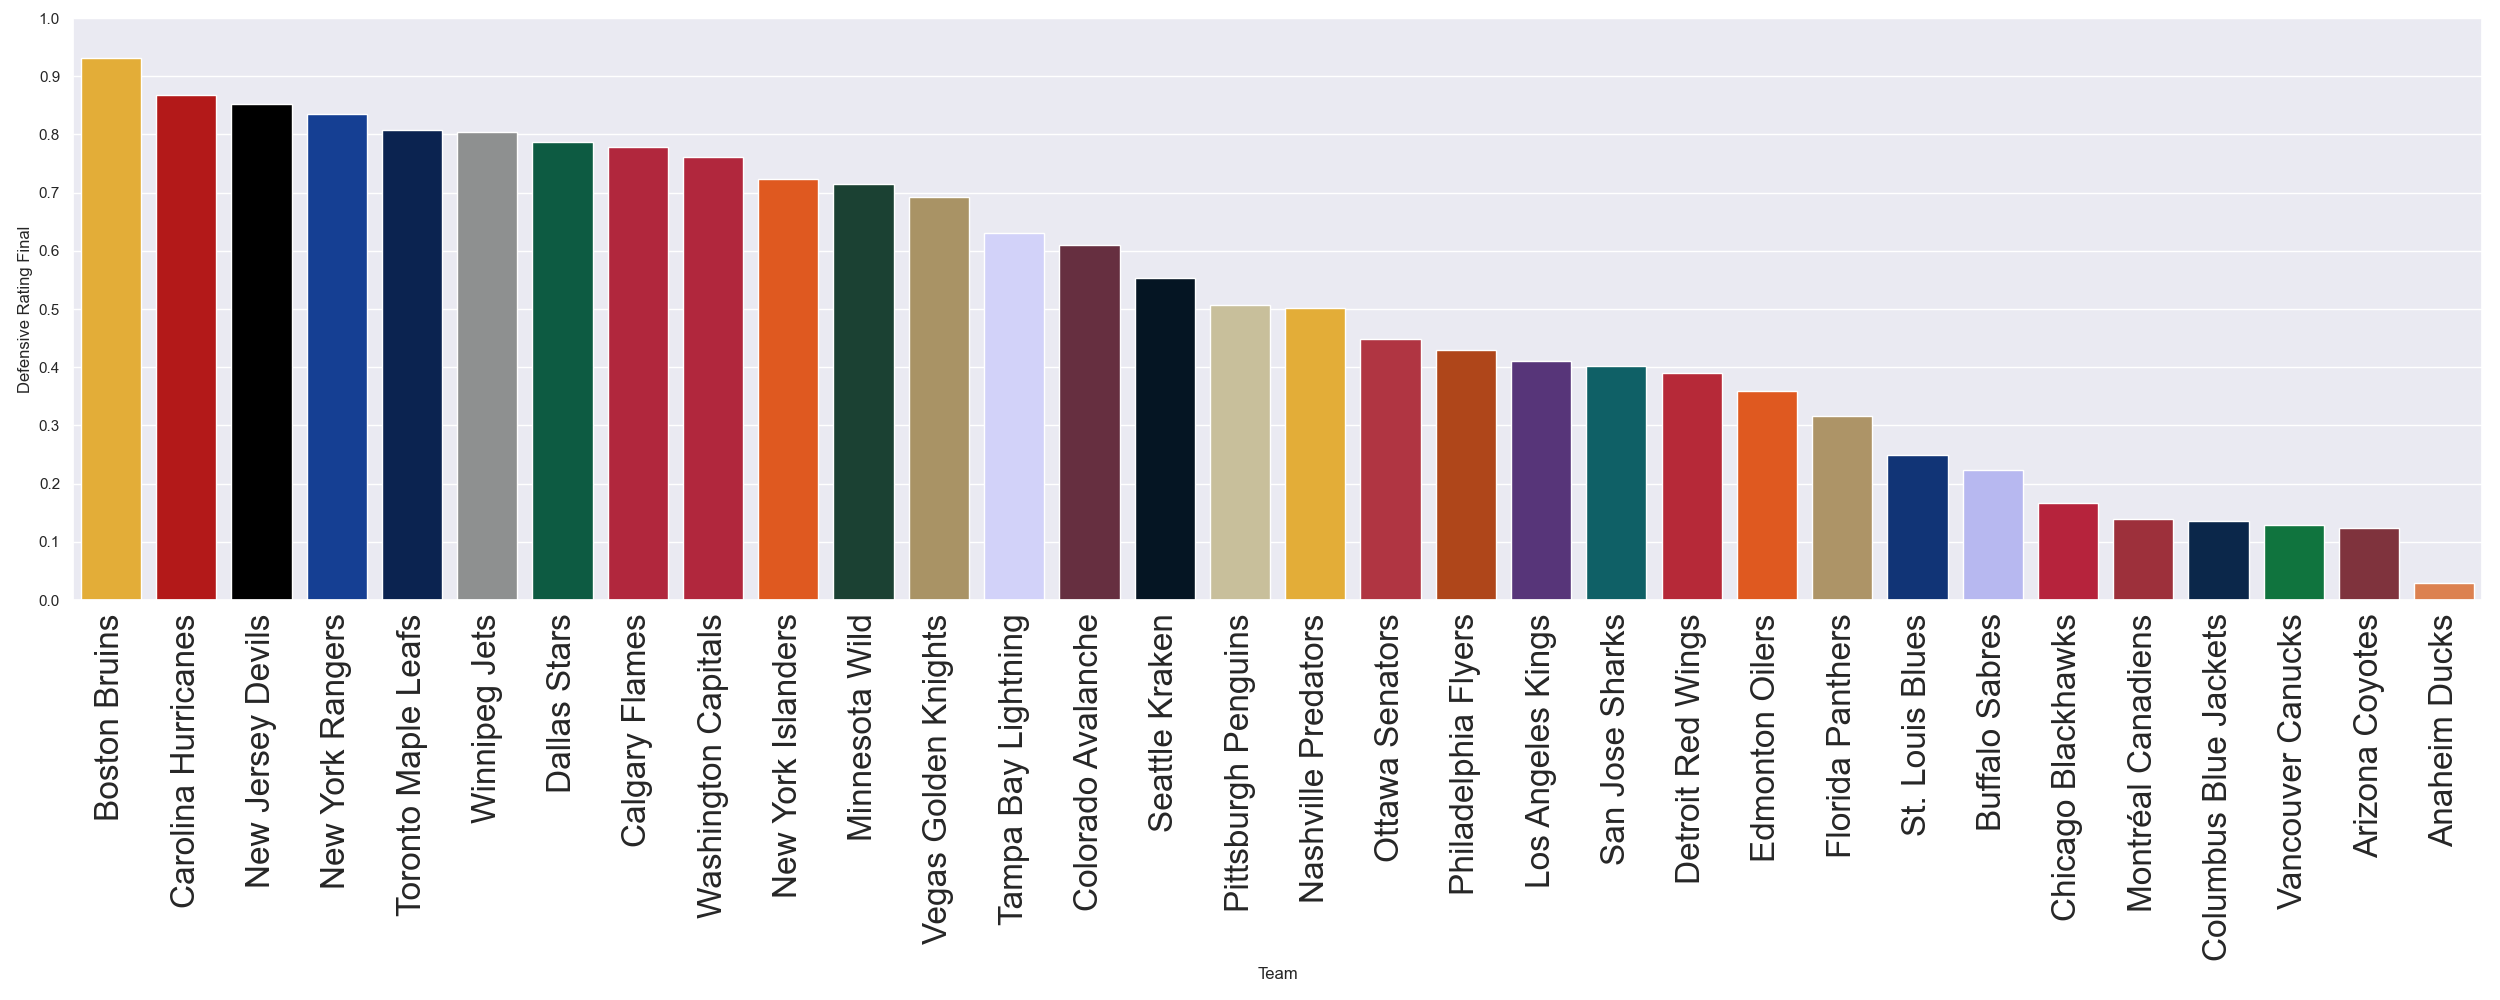 1.0
0.9
0.8
0.7
0.6
0.5
0.4
0.3
0.2
0.1
0.0
Defensive Rating Final
Boston Bruins
Carolina Hurricanes
New Jersey Devils
New York Rangers
Toronto Maple Leafs
Winnipeg Jets
Dallas Stars
Calgary Flames
Washington Capitals
New York Islanders
Minnesota Wild
Vegas Golden Knights
Tampa Bay Lightning
Colorado Avalanche
Seattle Kraken
Pittsburgh Penguins
Nashville Predators
Ottawa Senators
Philadelphia Flyers
Los Angeles Kings
San Jose Sharks
Detroit Red Wings
Edmonton Oilers
Florida Panthers
St. Louis Blues
Buffalo Sabres
Chicago Blackhawks
Montréal Canadiens
Columbus Blue Jackets
Vancouver Canucks
Arizona Coyotes
Anaheim Ducks
Team